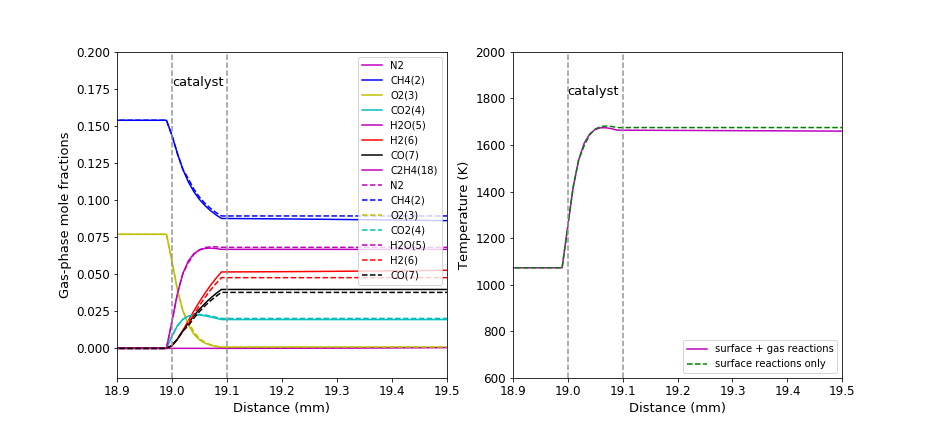 0.200
0.175
0.150
0.125
0.100
0.075
0.050
0.025
0.000
Gas-phase mole fractions
18.9 19.0 19.1 19.2 19.3 19.4 19.5
Distance (mm)
catalyst
N2
CH4(2)
O2(3)
CO2(4)
H2O(5)
H2(6)
CO(7)
C2H4(18)
N2
CH4(2)
O2(3)
CO2(4)
H2O(5)
H2(6)
CO(7)
2000
1800
1600
1400
1200
1000
800
600
Temperature (K)
18.9 19.0 19.1 19.2 19.3 19.4 19.5
Distance (mm)
catalyst
surface + gas reactions
surface reactions only